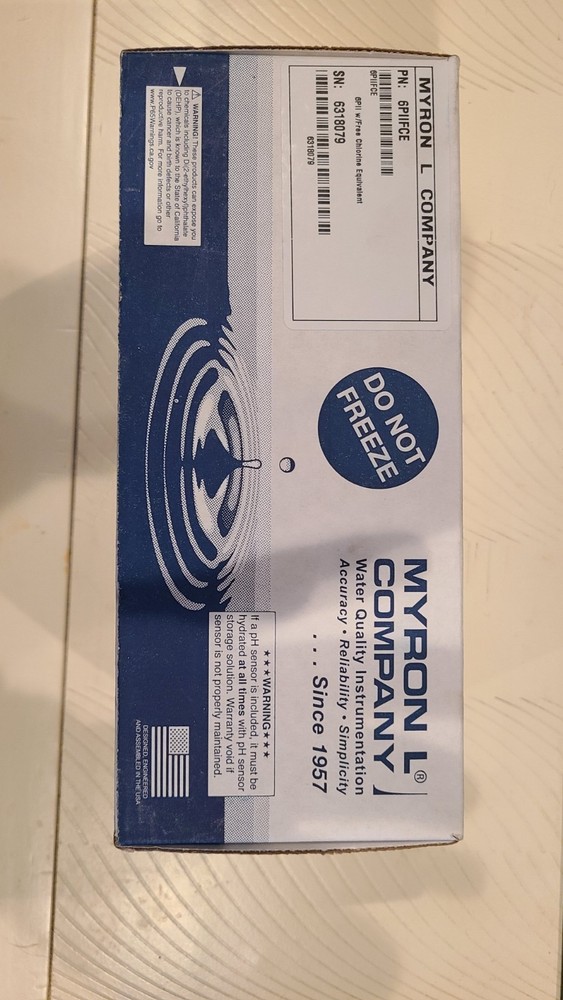 MYRON L COMPANY
PN: 6PIIFCE
6PIIFCE
6PII w/Free Chlorine Equivalent
SN: 6318079
6318079
⚠ WARNING! These products can expose you
to chemicals including Di(2-ethylhexyl)phthalate
(DEHP), which is known to the State of California
to cause cancer and birth defects or other
reproductive harm. For more information go to
www.P65Warnings.ca.gov
DO NOT
FREEZE
MYRON L®
COMPANY
Water Quality Instrumentation
Accuracy • Reliability • Simplicity
. . . Since 1957
★★★WARNING★★★
If a pH sensor is included, it must be
hydrated at all times with pH sensor
storage solution. Warranty void if
sensor is not properly maintained.
DESIGNED, ENGINEERED
AND ASSEMBLED IN THE USA